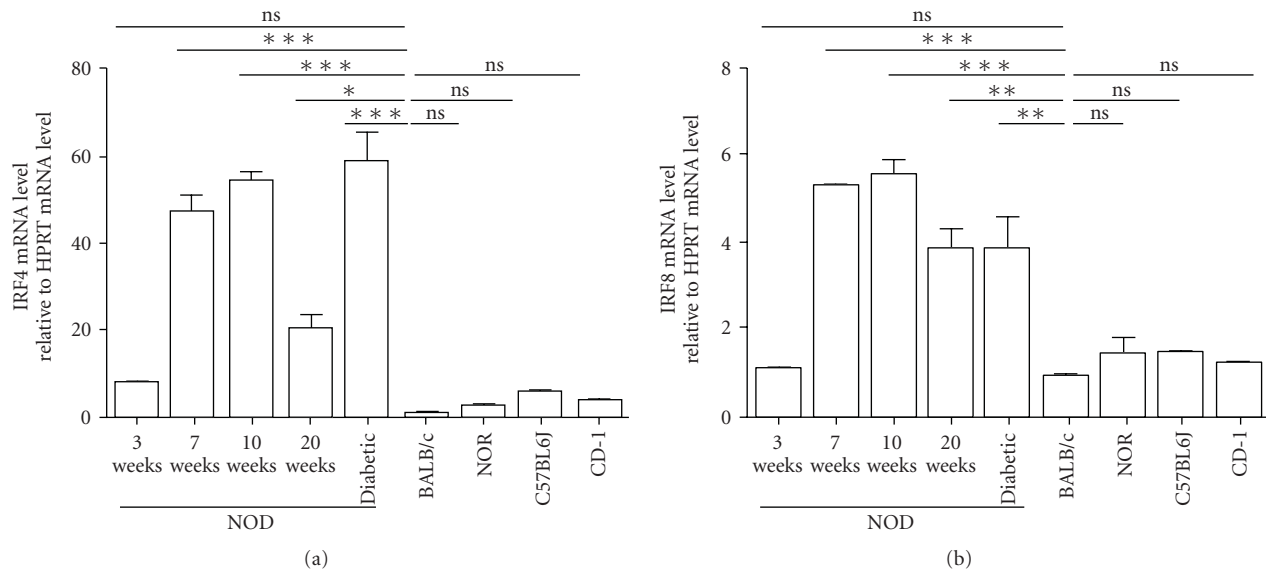 ns
∗∗∗
∗∗∗
ns
∗
ns
∗∗∗
ns
80
60
40
20
0
IRF4 mRNA level
relative to HPRT mRNA level
3
weeks
7
weeks
10
weeks
20
weeks
Diabetic
BALB/c
NOR
C57BL6J
CD-1
NOD
(a)
ns
∗∗∗
∗∗∗
ns
∗∗
ns
∗∗
ns
8
6
4
2
0
IRF8 mRNA level
relative to HPRT mRNA level
3
weeks
7
weeks
10
weeks
20
weeks
Diabetic
BALB/c
NOR
C57BL6J
CD-1
NOD
(b)